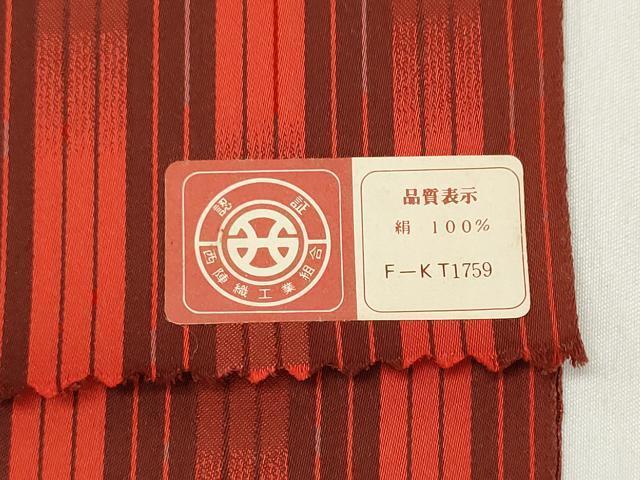 認証
西陣織工業組合
品質表示
絹 100%
F-KT1759